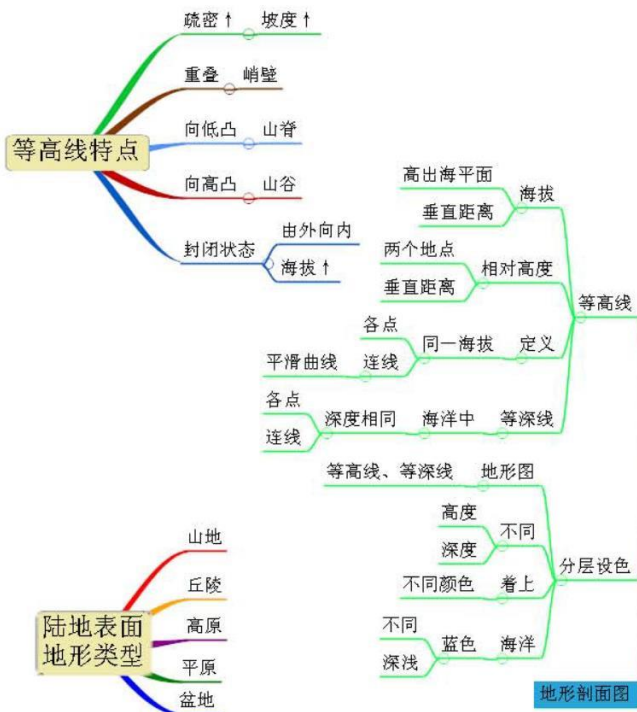 等高线特点
疏密↑ 坡度↑
重叠 峭壁
向低凸 山脊
向高凸 山谷
封闭状态
由外向内
海拔↑
等高线
海拔
高出海平面
垂直距离
相对高度
两个地点
垂直距离
定义
同一海拔
各点
连线
平滑曲线
等深线
海洋中
深度相同
各点
连线
分层设色
地形图
等高线、等深线
不同
高度
深度
着上
不同颜色
海洋
蓝色
不同
深浅
陆地表面
地形类型
山地
丘陵
高原
平原
盆地
地形剖面图